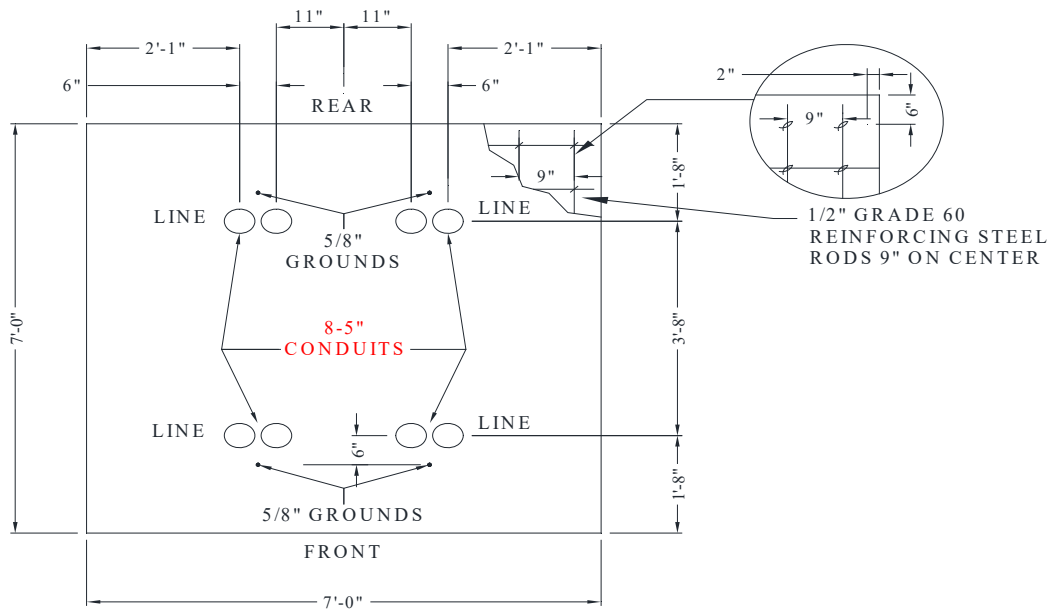 11" 11"
2'-1" 2'-1"
6" 6"
REAR
2"
9"
6"
9"
1'-8"
LINE LINE
5/8"
GROUNDS
1/2" GRADE 60
REINFORCING STEEL
RODS 9" ON CENTER
7'-0"
8-5"
CONDUITS
3'-8"
LINE LINE
6"
1'-8"
5/8" GROUNDS
FRONT
7'-0"